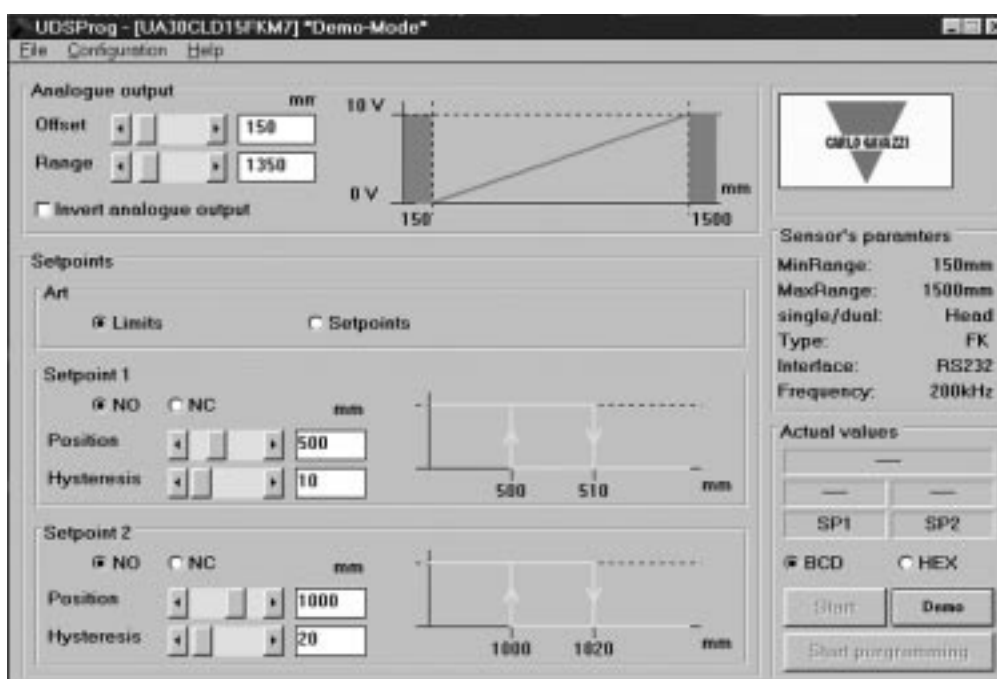 UDSProg - [UA30CLD15FKM7] "Demo-Mode"
File Configuration Help
Analogue output
mm
Offset 150
Range 1350
Invert analogue output
10 V
0 V
150
1500
mm
Setpoints
Art
Limits Setpoints
Setpoint 1
NO NC mm
Position 500
Hysteresis 10
500 510 mm
Setpoint 2
NO NC mm
Position 1000
Hysteresis 20
1000 1020 mm
CARLO GAVAZZI
Sensor's paramters
MinRange: 150mm
MaxRange: 1500mm
single/dual: Head
Type: FK
Interface: RS232
Frequency: 200kHz
Actual values
SP1 SP2
BCD HEX
Start Demo
Start porgramming